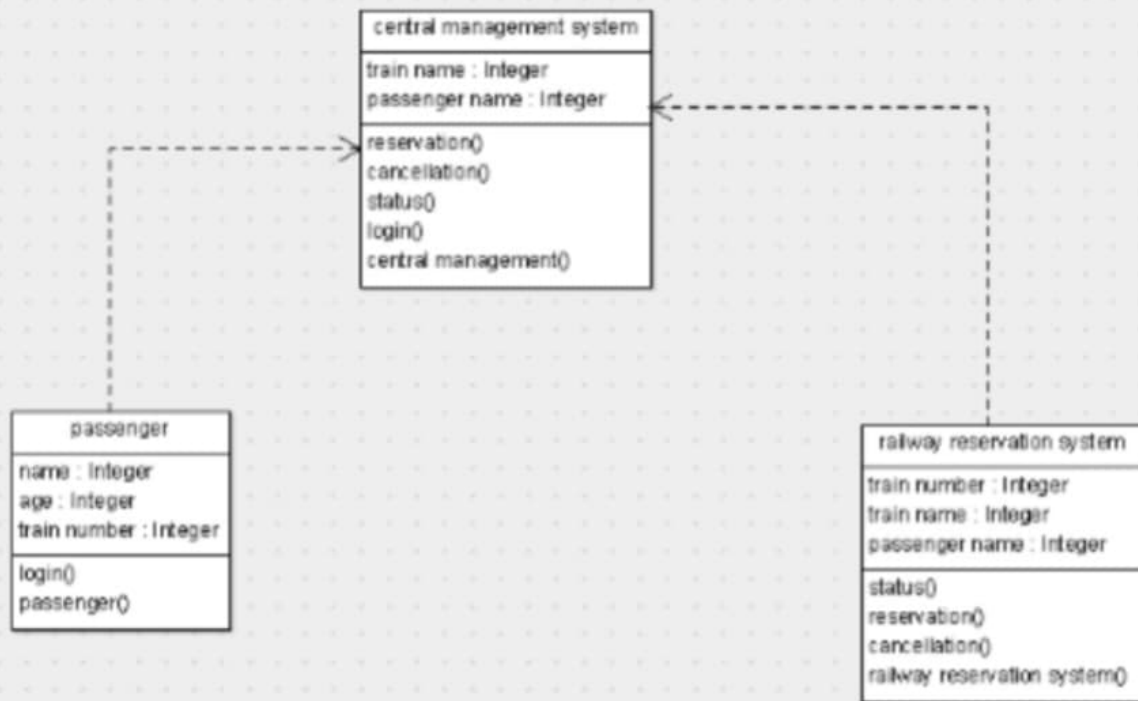 central management system
train name : Integer
passenger name : Integer
reservation()
cancellation()
status()
login()
central management()
passenger
name : Integer
age : Integer
train number : Integer
login()
passenger()
railway reservation system
train number : Integer
train name : Integer
passenger name : Integer
status()
reservation()
cancellation()
railway reservation system()